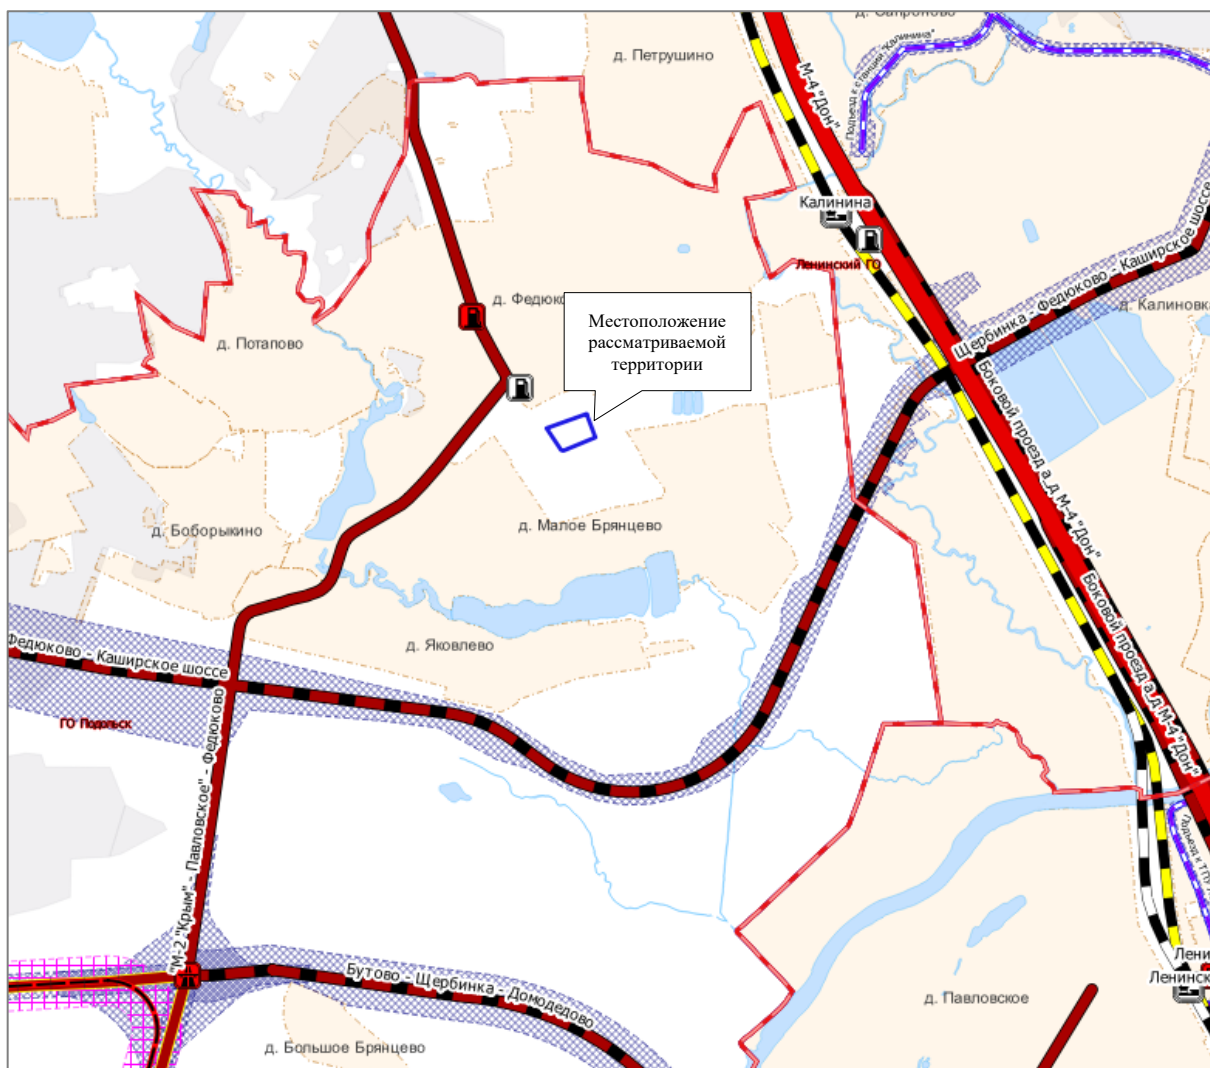 д. Сапроново
д. Петрушино
М-4 "Дон"
Подъезд к станции "Калинина"
Калинина
Ленинский ГО
Щербинка - Федюково - Каширское шоссе
д. Калиновка
д. Потапово
Местоположение
рассматриваемой
территории
Боковой проезд а_д М-4 "Дон"
д. Боборыкино
д. Малое Брянцево
Боковой проезд а_д М-4 "Дон"
д. Яковлево
Федюково - Каширское шоссе
ГО Подольск
"М-2 "Крым" - Павловское" - Федюково
Бутово - Щербинка - Домодедово
д. Павловское
д. Большое Брянцево